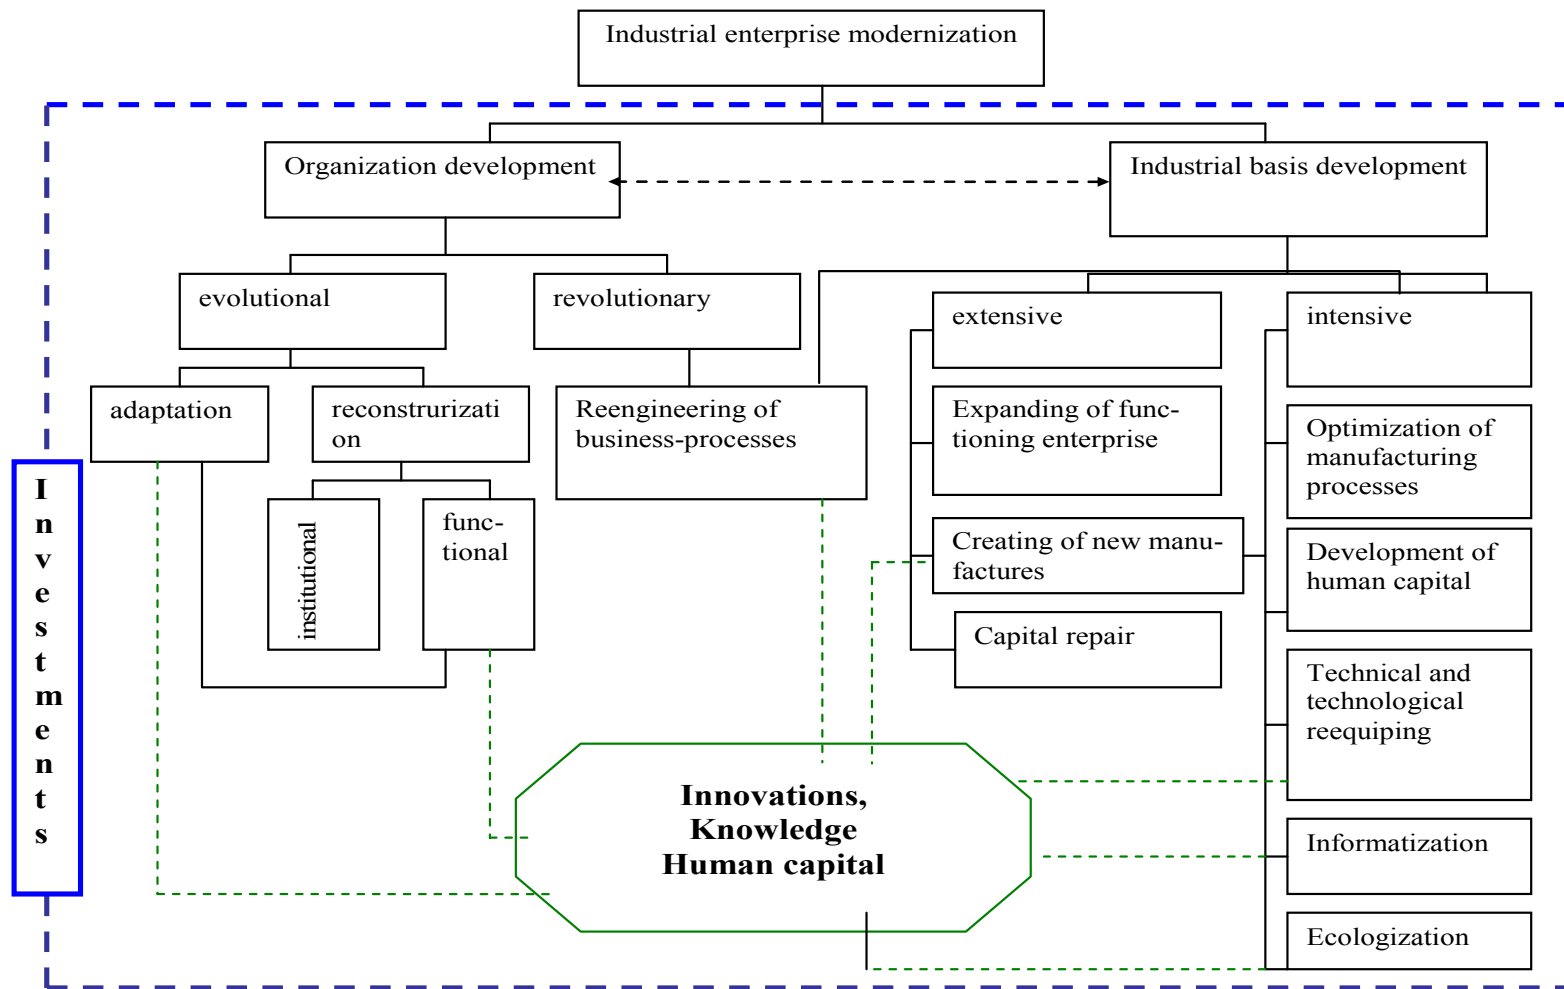 Industrial enterprise modernization
Organization development
Industrial basis development
evolutional
revolutionary
extensive
intensive
adaptation
reconstrurizati
on
Reengineering of
business-processes
Expanding of func-
tioning enterprise
Optimization of
manufacturing
processes
I
n
v
e
s
t
m
e
n
t
s
institutional
func-
tional
Creating of new manu-
factures
Development of
human capital
Capital repair
Technical and
technological
reequiping
Innovations,
Knowledge
Human capital
Informatization
Ecologization